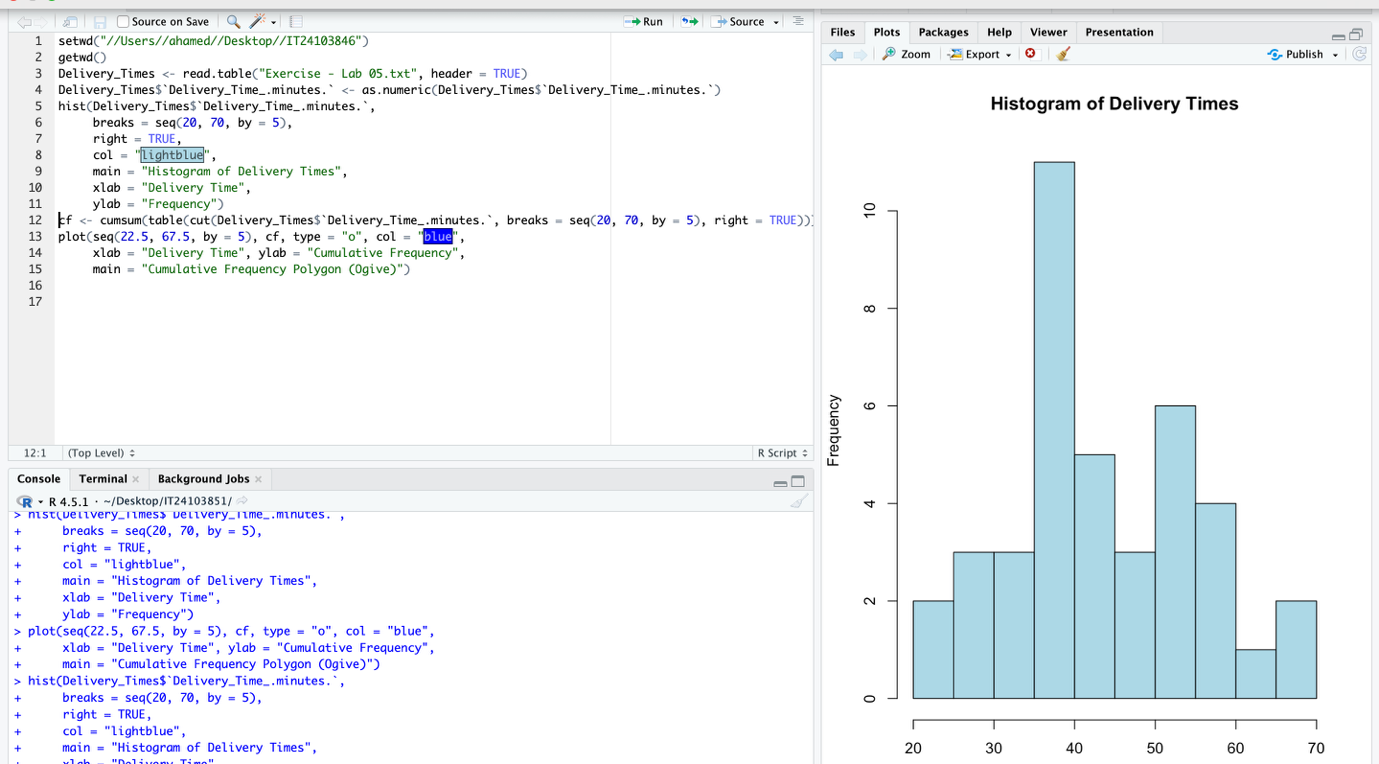 Source on Save
Run
Source
1 setwd("//Users//ahamed//Desktop//IT24103846")
2 getwd()
3 Delivery_Times <- read.table("Exercise - Lab 05.txt", header = TRUE)
4 Delivery_Times$`Delivery_Time_.minutes.` <- as.numeric(Delivery_Times$`Delivery_Time_.minutes.`)
5 hist(Delivery_Times$`Delivery_Time_.minutes.`,
6 breaks = seq(20, 70, by = 5),
7 right = TRUE,
8 col = "lightblue",
9 main = "Histogram of Delivery Times",
10 xlab = "Delivery Time",
11 ylab = "Frequency")
12 cf <- cumsum(table(cut(Delivery_Times$`Delivery_Time_.minutes.`, breaks = seq(20, 70, by = 5), right = TRUE)))
13 plot(seq(22.5, 67.5, by = 5), cf, type = "o", col = "blue",
14 xlab = "Delivery Time", ylab = "Cumulative Frequency",
15 main = "Cumulative Frequency Polygon (Ogive)")
16
17
12:1 (Top Level) R Script
Console Terminal Background Jobs
R 4.5.1 · ~/Desktop/IT24103851/
> hist(Delivery_Times$`Delivery_Time_.minutes.`,
+ breaks = seq(20, 70, by = 5),
+ right = TRUE,
+ col = "lightblue",
+ main = "Histogram of Delivery Times",
+ xlab = "Delivery Time",
+ ylab = "Frequency")
> plot(seq(22.5, 67.5, by = 5), cf, type = "o", col = "blue",
+ xlab = "Delivery Time", ylab = "Cumulative Frequency",
+ main = "Cumulative Frequency Polygon (Ogive)")
> hist(Delivery_Times$`Delivery_Time_.minutes.`,
+ breaks = seq(20, 70, by = 5),
+ right = TRUE,
+ col = "lightblue",
+ main = "Histogram of Delivery Times",
+ xlab = "Delivery Time",
Files Plots Packages Help Viewer Presentation
Zoom Export Publish
Histogram of Delivery Times
Frequency
10
8
6
4
2
0
20 30 40 50 60 70